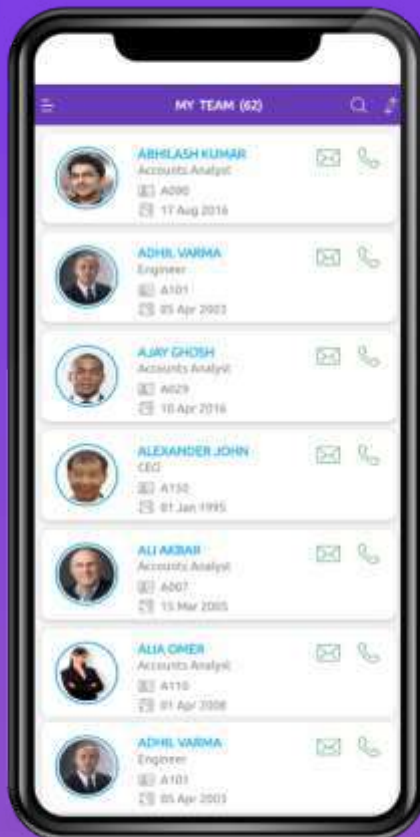 MY TEAM (62)
ABHILASH KUMAR
Accounts Analyst
A090
17 Aug 2016
ADHIL VARMA
Engineer
A101
05 Apr 2003
AJAY GHOSH
Accounts Analyst
A029
10 Apr 2016
ALEXANDER JOHN
CEO
A150
01 Jan 1995
ALI AKBAR
Accounts Analyst
A007
15 Mar 2005
ALIA OMER
Accounts Analyst
A110
01 Apr 2008
ADHIL VARMA
Engineer
A101
05 Apr 2003